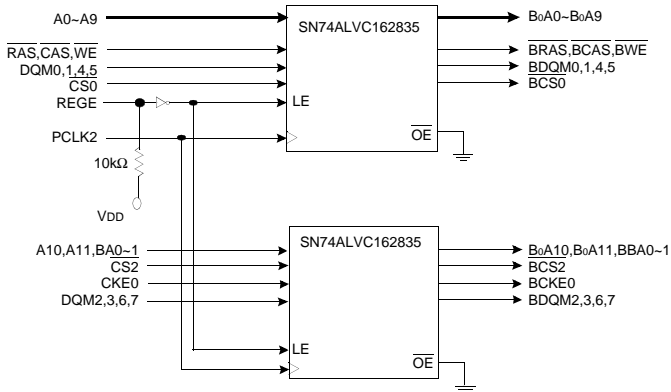 A0~A9
SN74ALVC162835
B0A0~B0A9
RAS,CAS,WE
BRAS,BCAS,BWE
DQM0,1,4,5
BDQM0,1,4,5
CS0
BCS0
REGE
LE
PCLK2
OE
10kΩ
VDD
SN74ALVC162835
A10,A11,BA0~1
B0A10,B0A11,BBA0~1
CS2
BCS2
CKE0
BCKE0
DQM2,3,6,7
BDQM2,3,6,7
LE
OE